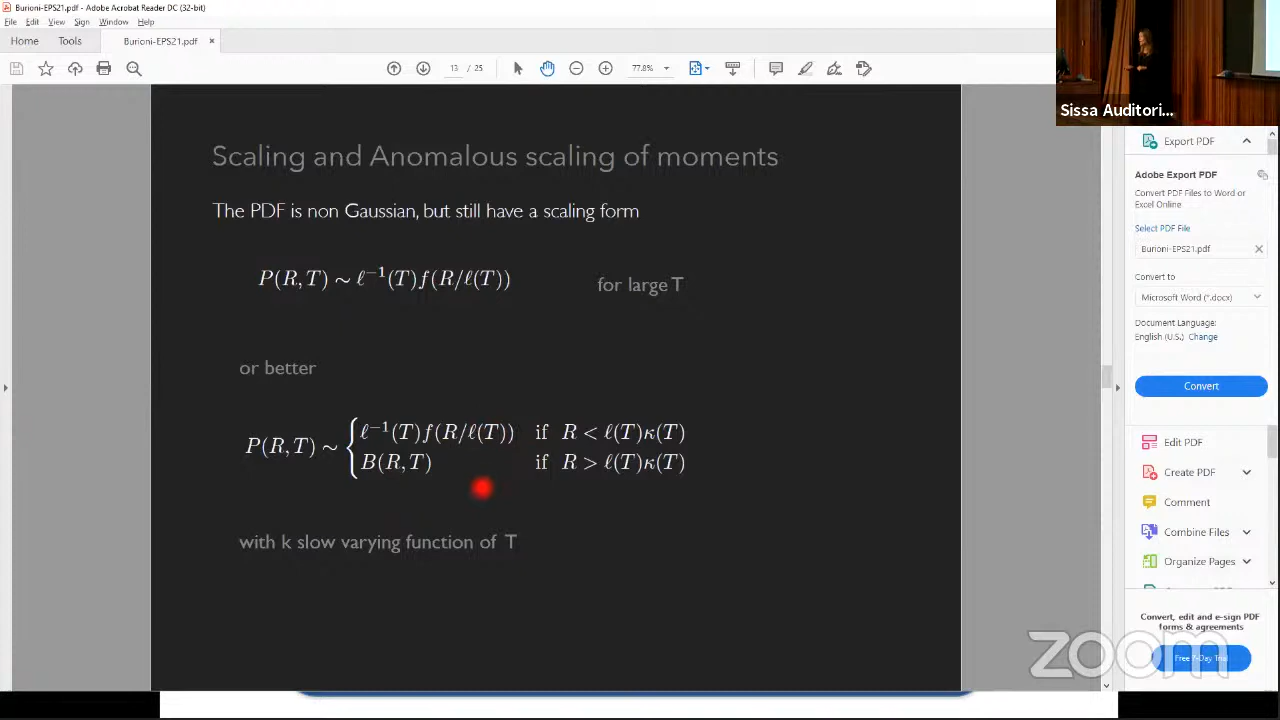 Burioni-EPS21.pdf - Adobe Acrobat Reader DC (32-bit)
File Edit View Sign Window Help
Home Tools Burioni-EPS21.pdf ×
13 / 25 77.8%
Sissa Auditori...
Scaling and Anomalous scaling of moments
The PDF is non Gaussian, but still have a scaling form
P(R,T) ∼ ℓ⁻¹(T)f(R/ℓ(T)) for large T
or better
P(R,T) ∼ { ℓ⁻¹(T)f(R/ℓ(T)) if R < ℓ(T)κ(T)
B(R,T) if R > ℓ(T)κ(T)
with k slow varying function of T
Export PDF
Adobe Export PDF
Convert PDF Files to Word or
Excel Online
Select PDF File
Burioni-EPS21.pdf
Convert to
Microsoft Word (*.docx)
Document Language:
English (U.S.) Change
Convert
Edit PDF
Create PDF
Comment
Combine Files
Organize Pages
Convert, edit and e-sign PDF
forms & agreements
Free 7-Day Trial
zoom